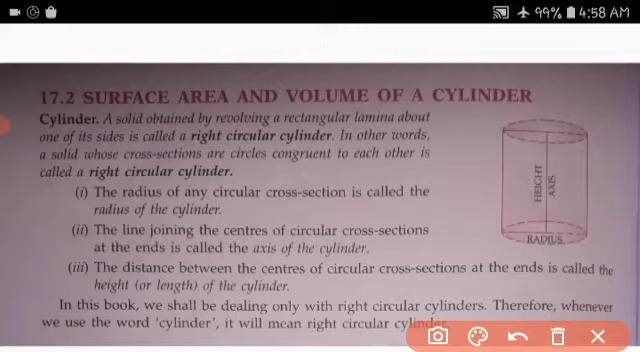 99% 4:58 AM
17.2 SURFACE AREA AND VOLUME OF A CYLINDER
Cylinder. A solid obtained by revolving a rectangular lamina about
one of its sides is called a right circular cylinder. In other words,
a solid whose cross-sections are circles congruent to each other is
called a right circular cylinder.
(i) The radius of any circular cross-section is called the
radius of the cylinder.
(ii) The line joining the centres of circular cross-sections
at the ends is called the axis of the cylinder.
HEIGHT
AXIS
RADIUS
(iii) The distance between the centres of circular cross-sections at the ends is called the
height (or length) of the cylinder.
In this book, we shall be dealing only with right circular cylinders. Therefore, whenever
we use the word 'cylinder', it will mean right circular cylinder.